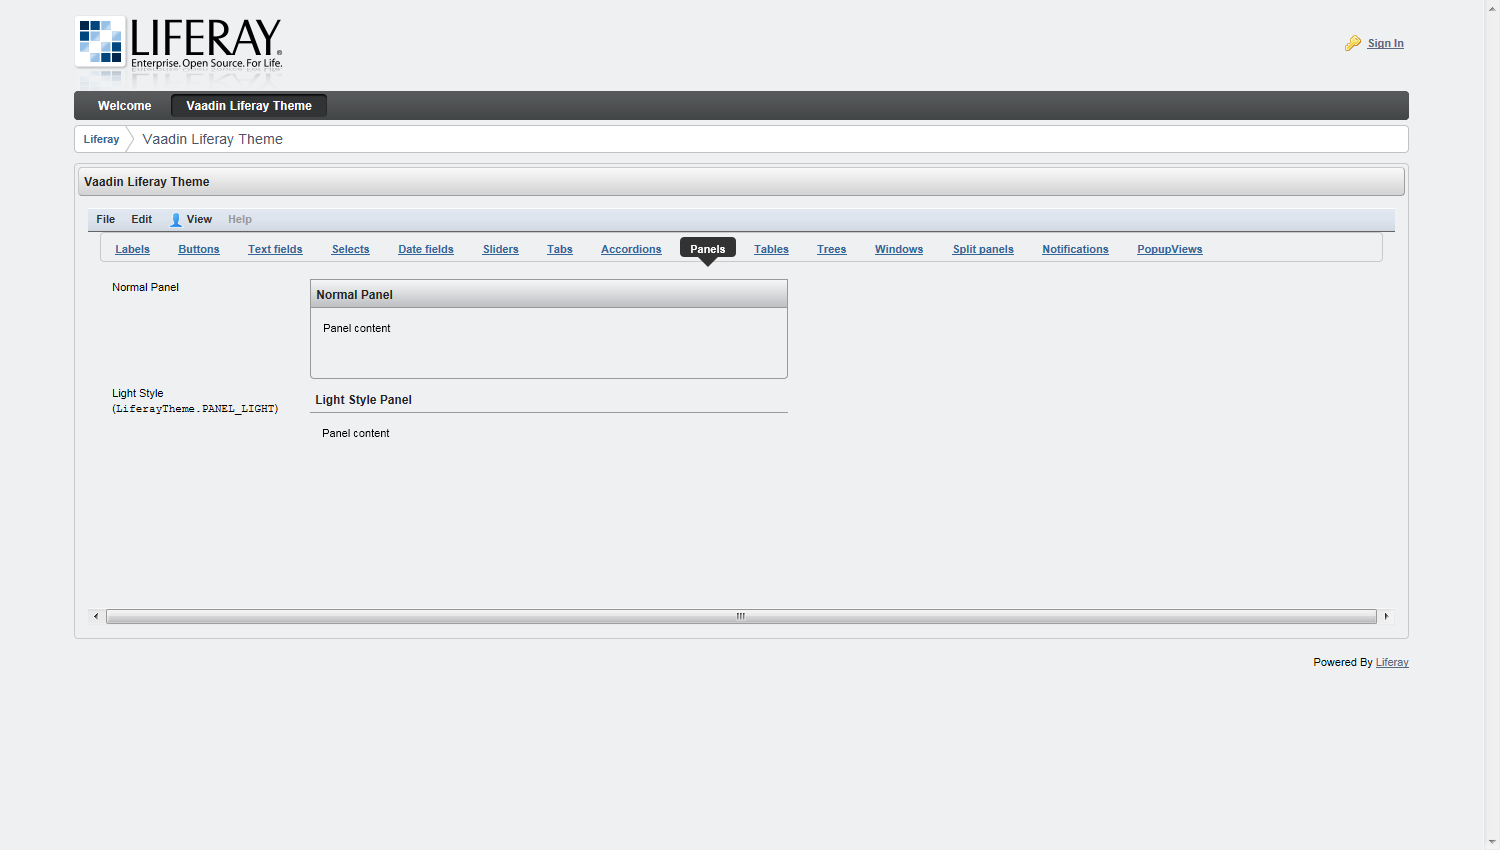 LIFERAY®
Enterprise. Open Source. For Life.
Sign In
Welcome Vaadin Liferay Theme
Liferay Vaadin Liferay Theme
Vaadin Liferay Theme
File Edit View Help
Labels Buttons Text fields Selects Date fields Sliders Tabs Accordions Panels Tables Trees Windows Split panels Notifications PopupViews
Normal Panel
Normal Panel
Panel content
Light Style
(LiferayTheme.PANEL_LIGHT)
Light Style Panel
Panel content
Powered By Liferay